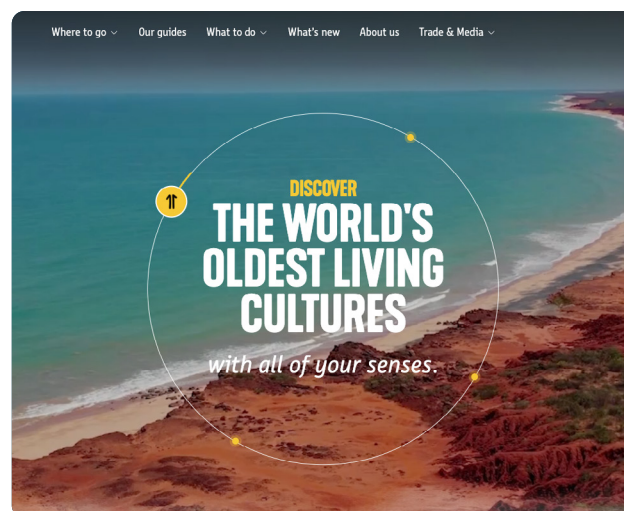 Where to go
Our guides
What to do
What's new
About us
Trade & Media
DISCOVER
THE WORLD'S
OLDEST LIVING
CULTURES
with all of your senses.